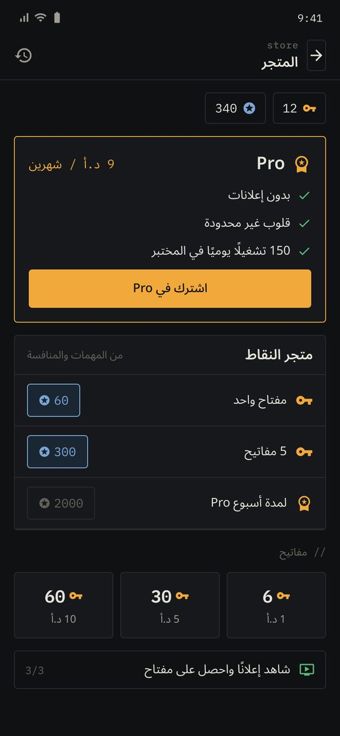 9:41
store
المتجر
12
340
Pro
9 د.أ / شهرين
بدون إعلانات
قلوب غير محدودة
150 تشغيلًا يوميًا في المختبر
اشترك في Pro
متجر النقاط
من المهمات والمنافسة
مفتاح واحد
60
5 مفاتيح
300
لمدة أسبوع Pro
2000
// مفاتيح
6
1 د.أ
30
5 د.أ
60
10 د.أ
شاهد إعلانًا واحصل على مفتاح
3/3